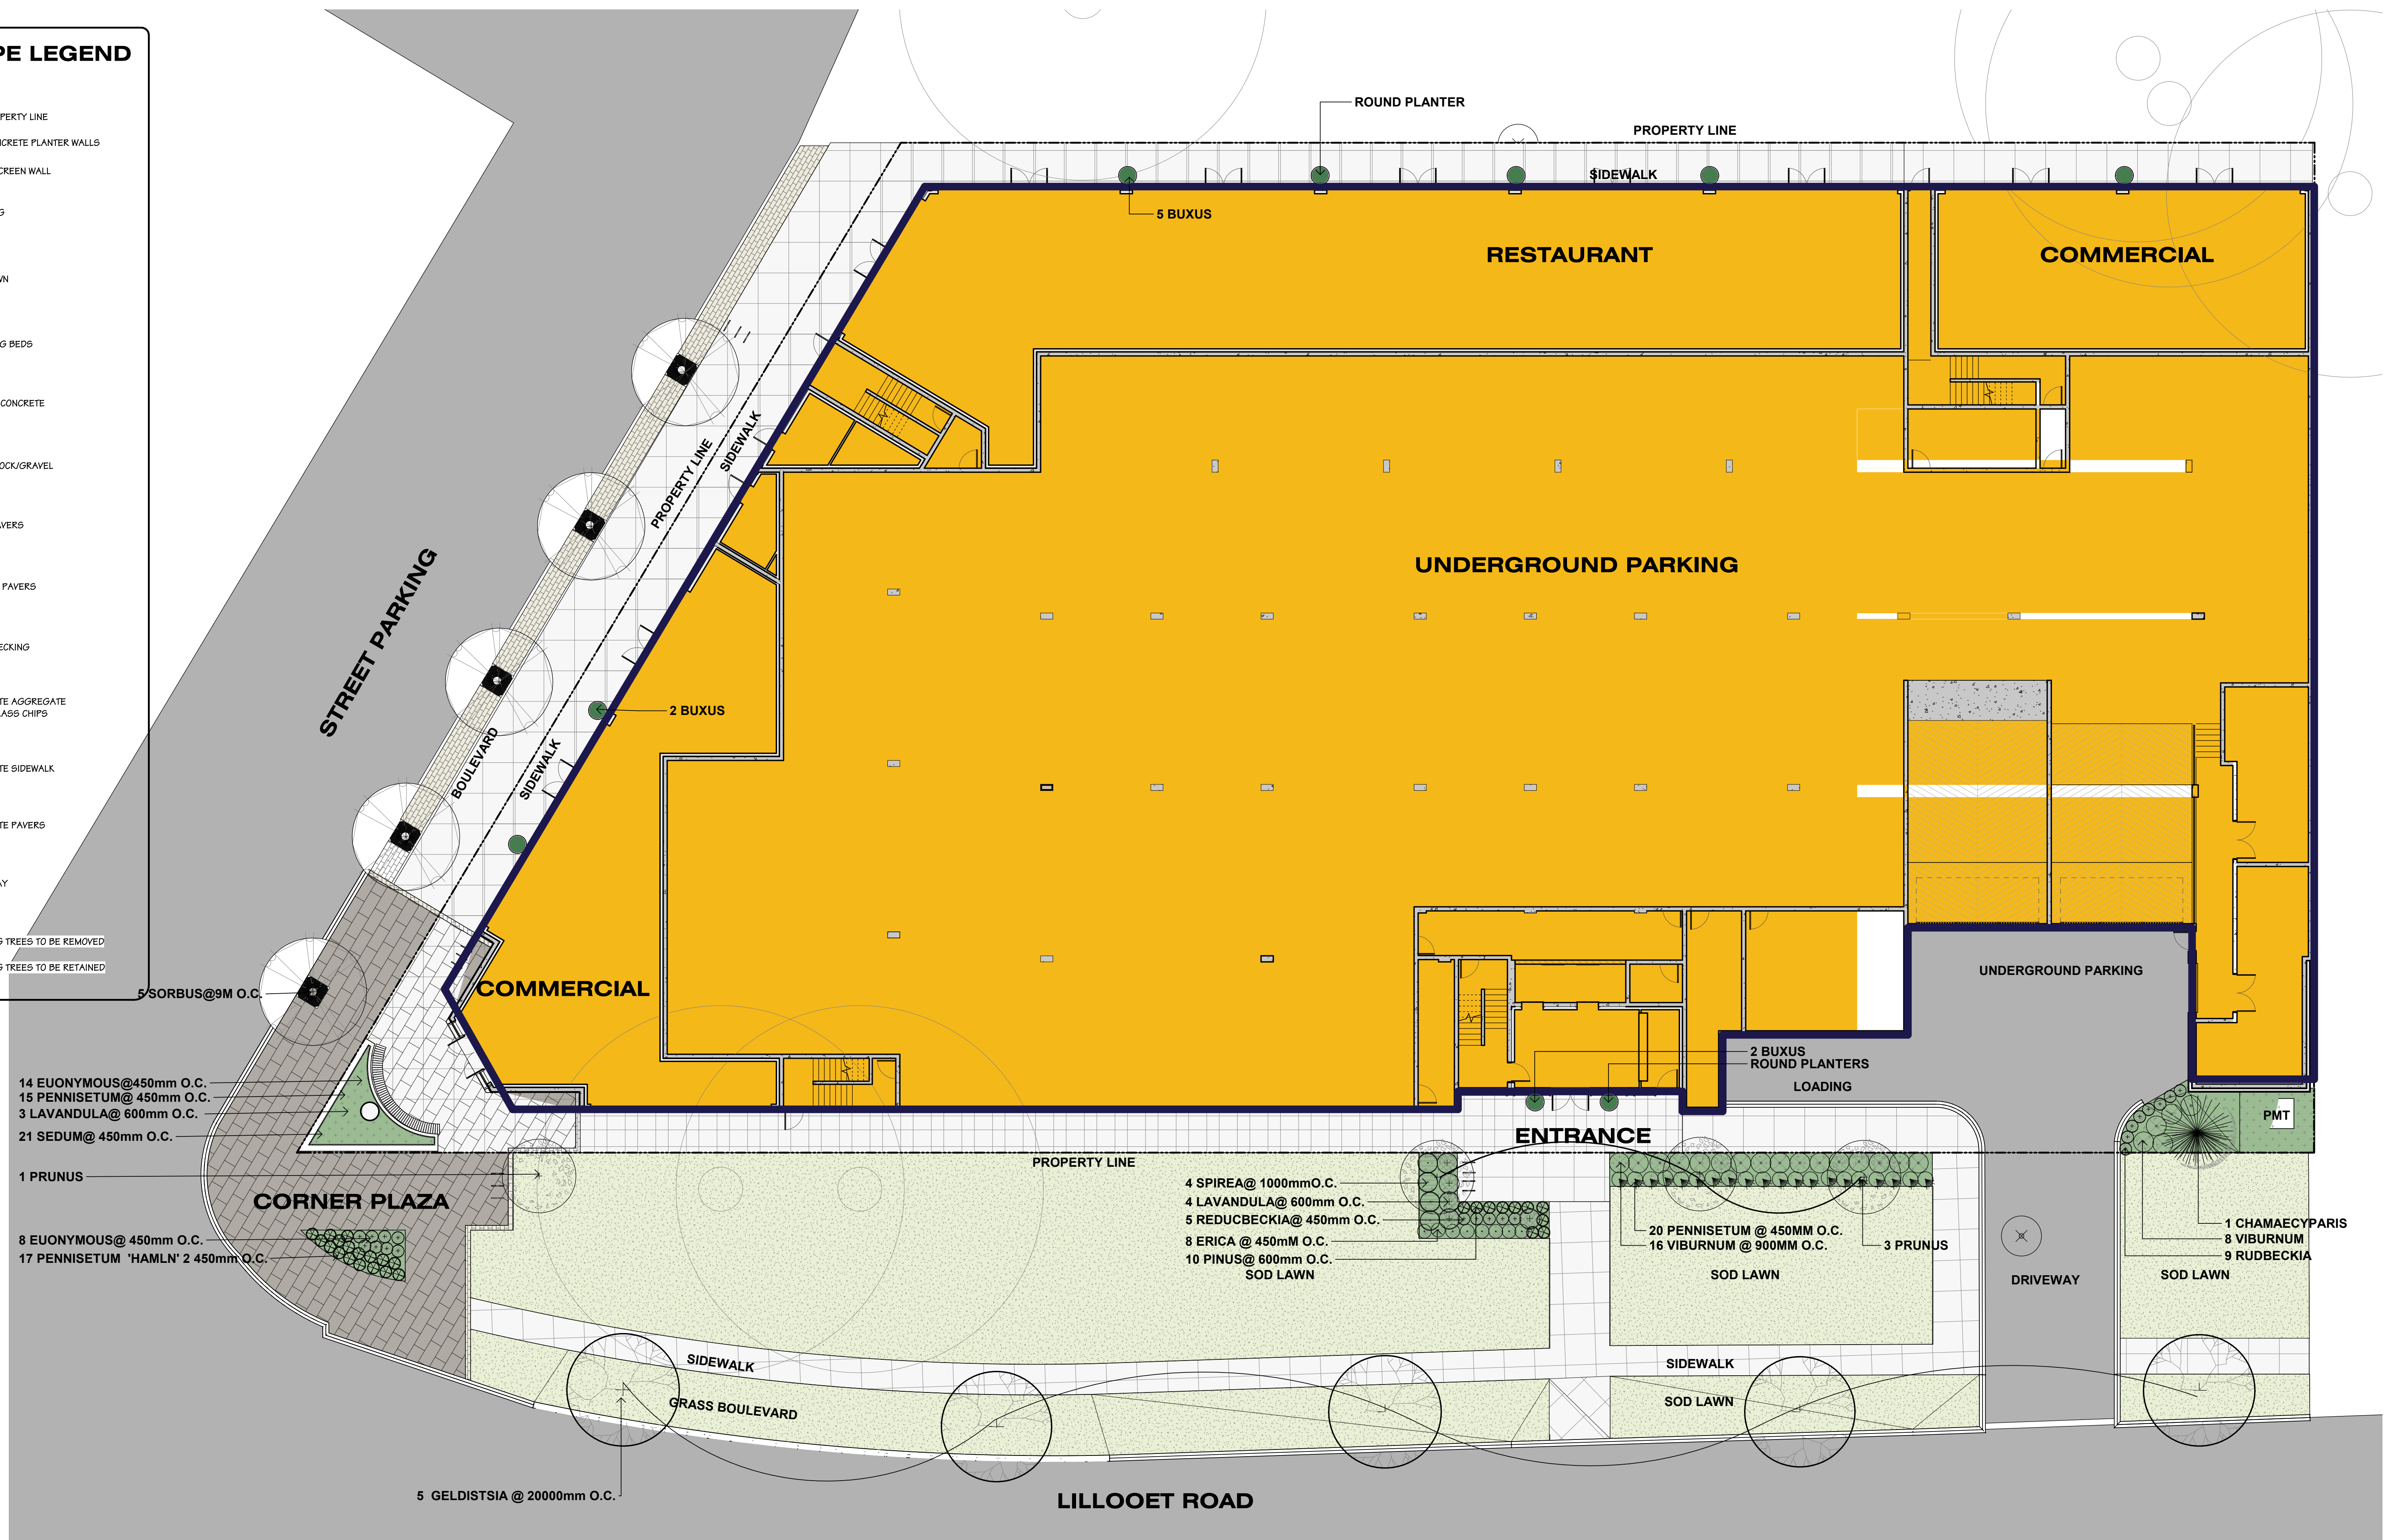 PE LEGEND
PERTY LINE
NCRETE PLANTER WALLS
CREEN WALL
G
WN
G BEDS
CONCRETE
OCK/GRAVEL
AVERS
PAVERS
ECKING
TE AGGREGATE
LASS CHIPS
TE SIDEWALK
TE PAVERS
AY
G TREES TO BE REMOVED
G TREES TO BE RETAINED
ROUND PLANTER
PROPERTY LINE
SIDEWALK
5 BUXUS
RESTAURANT
COMMERCIAL
SIDEWALK
PROPERTY LINE
UNDERGROUND PARKING
STREET PARKING
2 BUXUS
BOULEVARD
SIDEWALK
COMMERCIAL
UNDERGROUND PARKING
5 SORBUS@9M O.C.
2 BUXUS
ROUND PLANTERS
LOADING
14 EUONYMOUS@450mm O.C.
15 PENNISETUM@ 450mm O.C.
3 LAVANDULA@ 600mm O.C.
21 SEDUM@ 450mm O.C.
PMT
ENTRANCE
PROPERTY LINE
1 PRUNUS
CORNER PLAZA
4 SPIREA@ 1000mmO.C.
4 LAVANDULA@ 600mm O.C.
5 REDUCBECKIA@ 450mm O.C.
8 ERICA @ 450mM O.C.
10 PINUS@ 600mm O.C.
SOD LAWN
20 PENNISETUM @ 450MM O.C.
16 VIBURNUM @ 900MM O.C.
3 PRUNUS
SOD LAWN
1 CHAMAECYPARIS
8 VIBURNUM
9 RUDBECKIA
DRIVEWAY
SOD LAWN
8 EUONYMOUS@ 450mm O.C.
17 PENNISETUM 'HAMLN' 2 450mm O.C.
SIDEWALK
SIDEWALK
GRASS BOULEVARD
SOD LAWN
5 GELDISTSIA @ 20000mm O.C.
LILLOOET ROAD